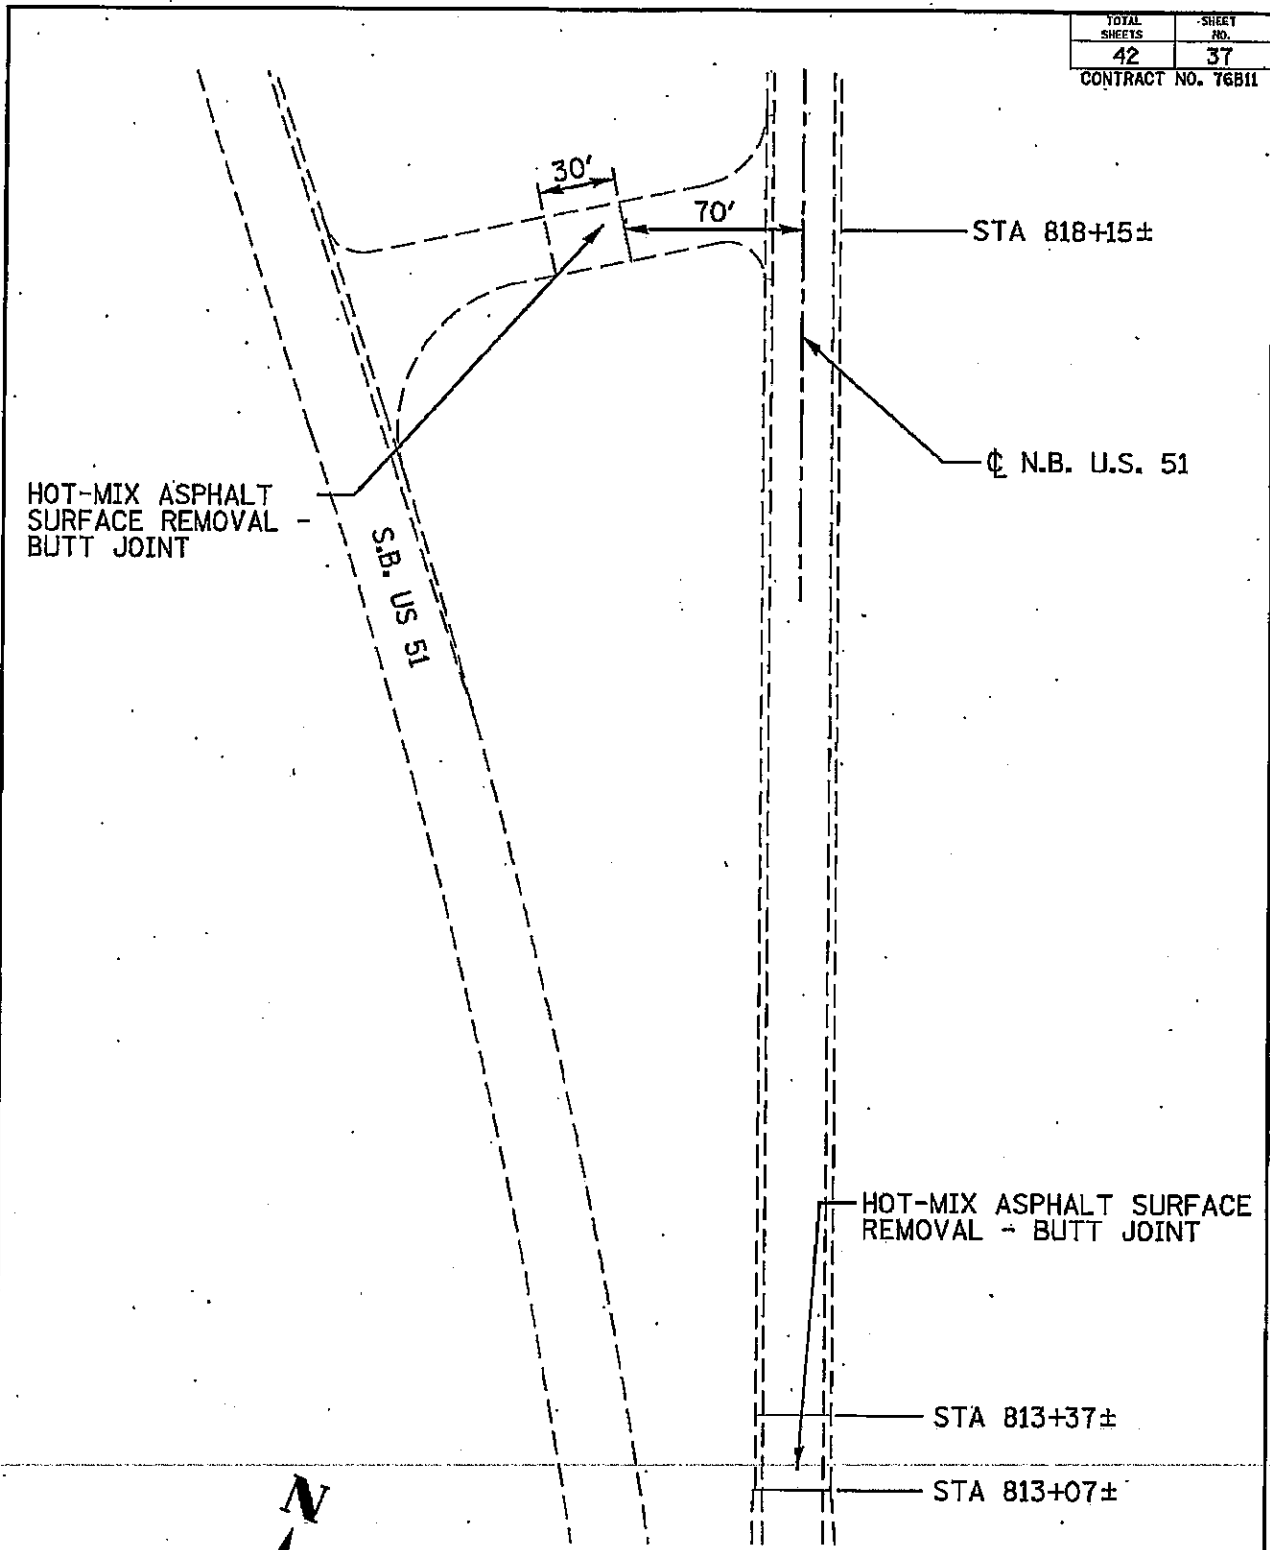 TOTAL SHEETS
SHEET NO.
42
37
CONTRACT NO. 76B11
30'
70'
STA 818+15±
℄ N.B. U.S. 51
HOT-MIX ASPHALT
SURFACE REMOVAL -
BUTT JOINT
S.B. US 51
HOT-MIX ASPHALT SURFACE
REMOVAL - BUTT JOINT
STA 813+37±
STA 813+07±
N